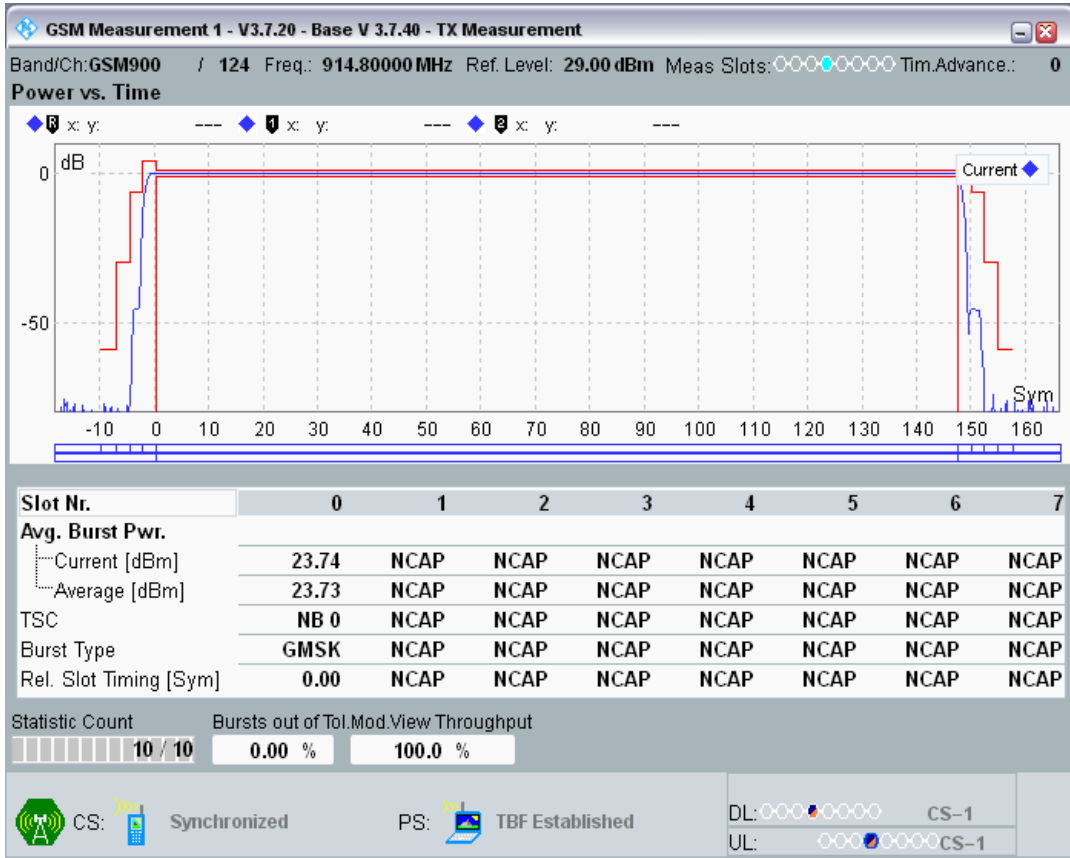 GSM Measurement 1 - V3.7.20 - Base V 3.7.40 - TX Measurement
Band/Ch:GSM900 / 124 Freq.: 914.80000 MHz Ref. Level: 29.00 dBm Meas Slots: Tim.Advance.: 0
Power vs. Time
R x: y: --- 1 x: y: --- 2 x: y: ---
dB
0
Current
-50
Sym
-10 0 10 20 30 40 50 60 70 80 90 100 110 120 130 140 150 160
Slot Nr. 0 1 2 3 4 5 6 7
Avg. Burst Pwr.
Current [dBm] 23.74 NCAP NCAP NCAP NCAP NCAP NCAP NCAP
Average [dBm] 23.73 NCAP NCAP NCAP NCAP NCAP NCAP NCAP
TSC NB 0 NCAP NCAP NCAP NCAP NCAP NCAP NCAP
Burst Type GMSK NCAP NCAP NCAP NCAP NCAP NCAP NCAP
Rel. Slot Timing [Sym] 0.00 NCAP NCAP NCAP NCAP NCAP NCAP NCAP
Statistic Count Bursts out of Tol.Mod.View Throughput
10 / 10 0.00 % 100.0 %
CS: Synchronized PS: TBF Established
DL: CS-1
UL: CS-1